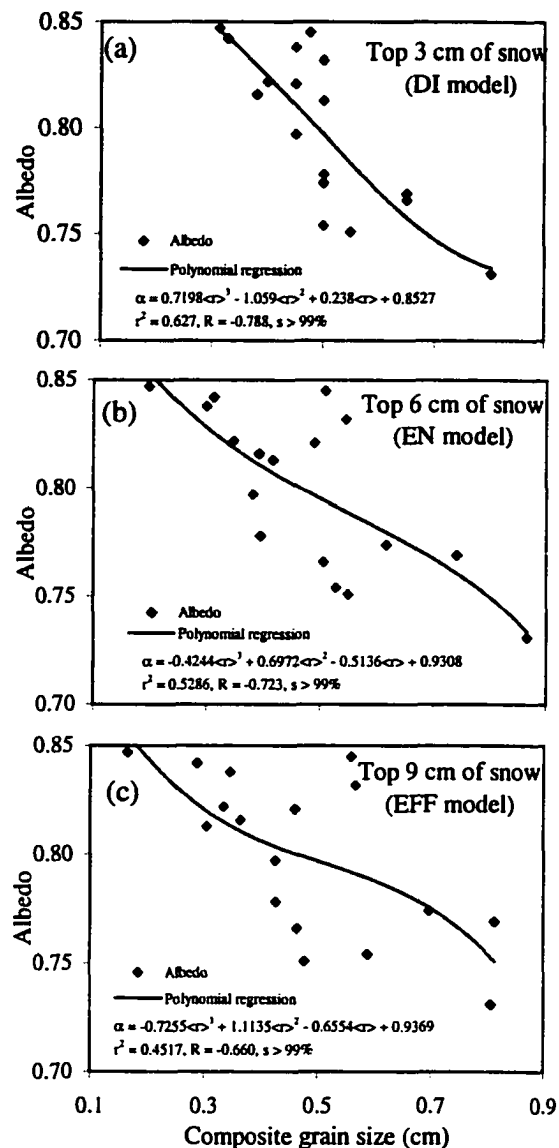 (a)
Top 3 cm of snow
(DI model)
0.85
0.80
0.75
0.70
Albedo
Albedo
Polynomial regression
α = 0.7198<r>³ - 1.059<r>² + 0.238<r> + 0.8527
r² = 0.627, R = -0.788, s > 99%
(b)
Top 6 cm of snow
(EN model)
0.85
0.80
0.75
0.70
Albedo
Albedo
Polynomial regression
α = -0.4244<r>³ + 0.6972<r>² - 0.5136<r> + 0.9308
r² = 0.5286, R = -0.723, s > 99%
(c)
Top 9 cm of snow
(EFF model)
0.85
0.80
0.75
0.70
Albedo
Albedo
Polynomial regression
α = -0.7255<r>³ + 1.1135<r>² - 0.6554<r> + 0.9369
r² = 0.4517, R = -0.660, s > 99%
0.1 0.3 0.5 0.7 0.9
Composite grain size (cm)